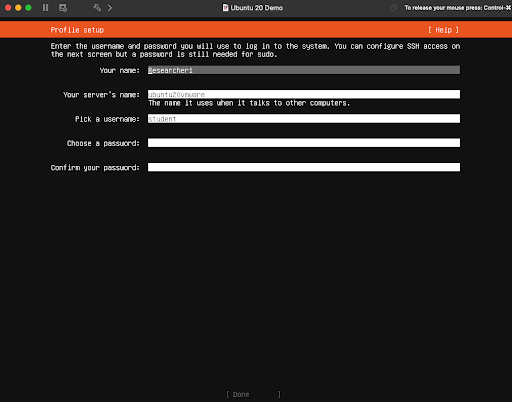 Ubuntu 20 Demo
To release your mouse press: Control-⌘
Profile setup [ Help ]
Enter the username and password you will use to log in to the system. You can configure SSH access on
the next screen but a password is still needed for sudo.
Your name: Researcher1
Your server's name: ubuntu20vmware
The name it uses when it talks to other computers.
Pick a username: student
Choose a password:
Confirm your password:
[ Done ]